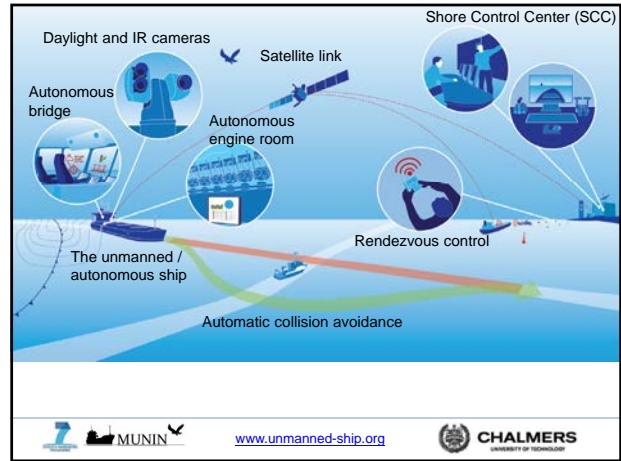 Shore Control Center (SCC)
Daylight and IR cameras
Satellite link
Autonomous
bridge
Autonomous
engine room
Rendezvous control
The unmanned /
autonomous ship
Automatic collision avoidance
MUNIN
www.unmanned-ship.org
CHALMERS
UNIVERSITY OF TECHNOLOGY